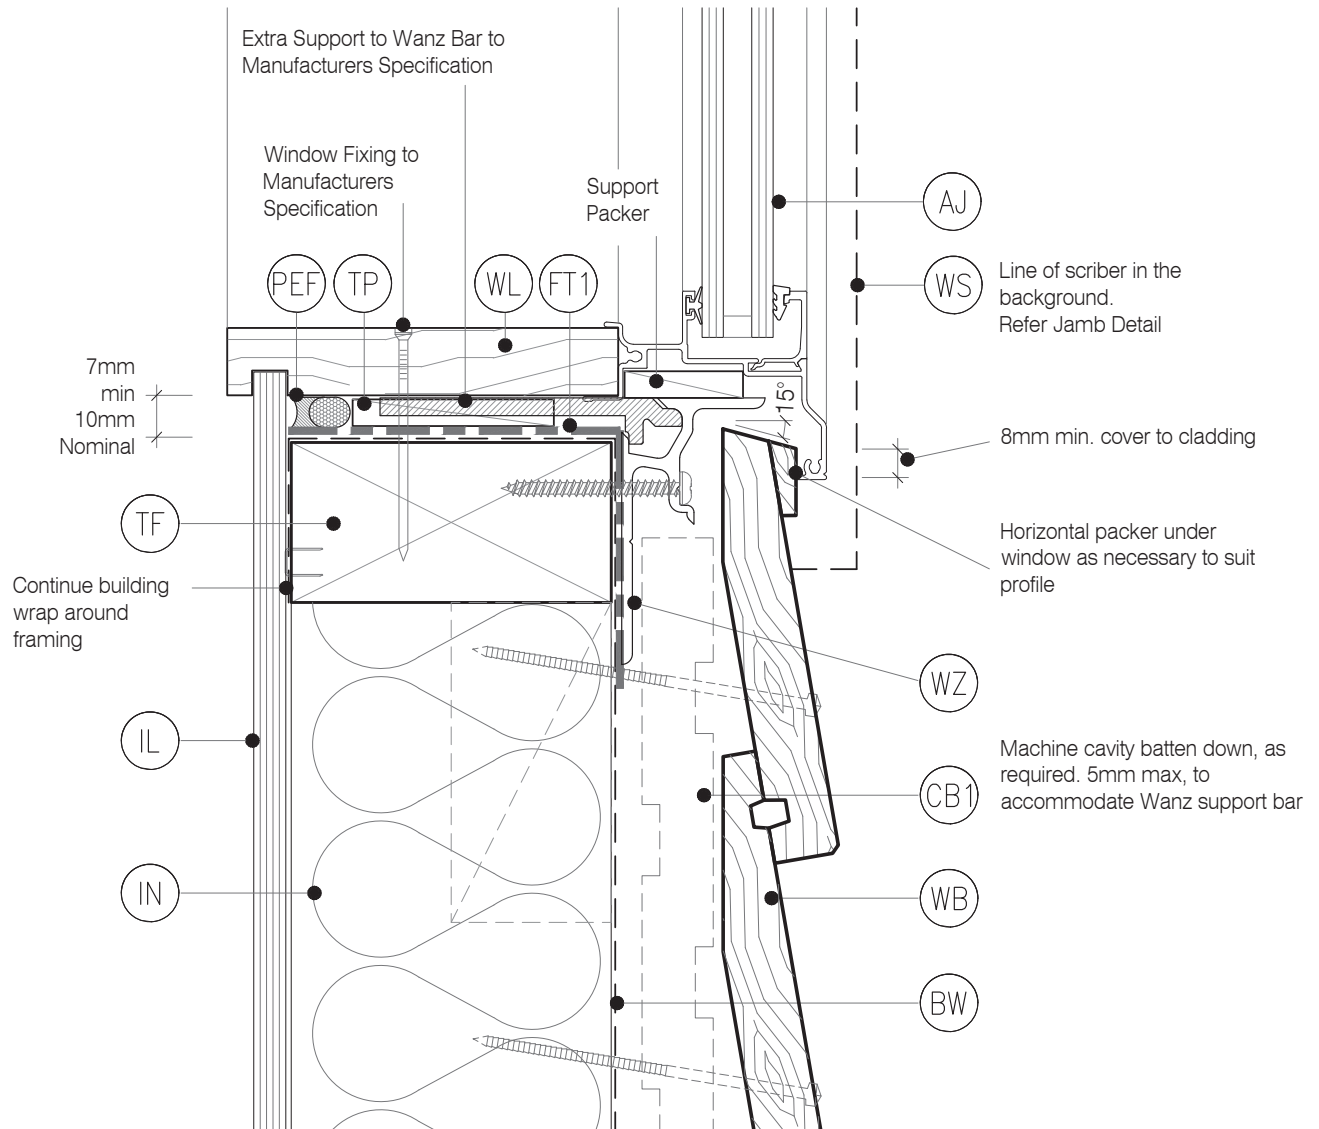 Extra Support to Wanz Bar to
Manufacturers Specification
Window Fixing to
Manufacturers
Specification
Support
Packer
AJ
PEF
TP
WL
FT1
WS
Line of scriber in the
background.
Refer Jamb Detail
7mm
min
10mm
Nominal
15°
8mm min. cover to cladding
TF
Horizontal packer under
window as necessary to suit
profile
Continue building
wrap around
framing
WZ
IL
Machine cavity batten down, as
required. 5mm max, to
accommodate Wanz support bar
CB1
IN
WB
BW